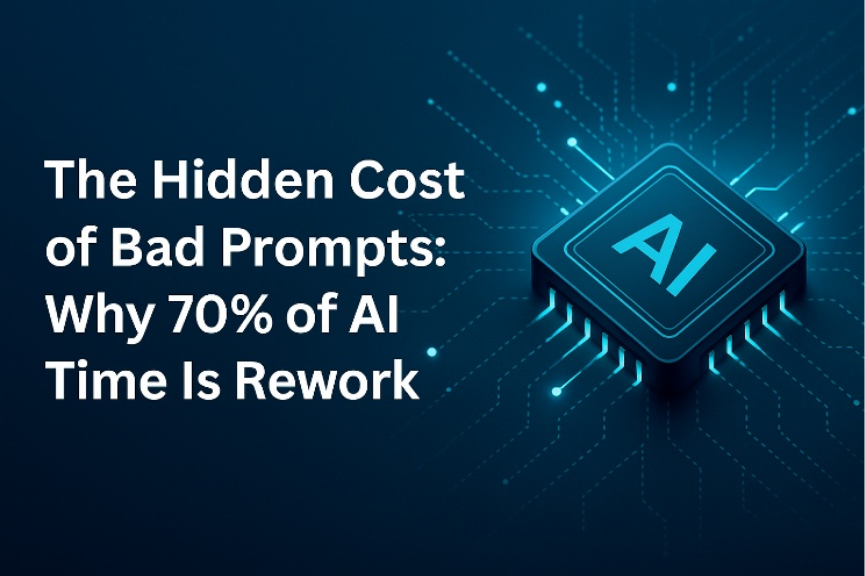 The Hidden Cost
of Bad Prompts:
Why 70% of AI
Time Is Rework
AI